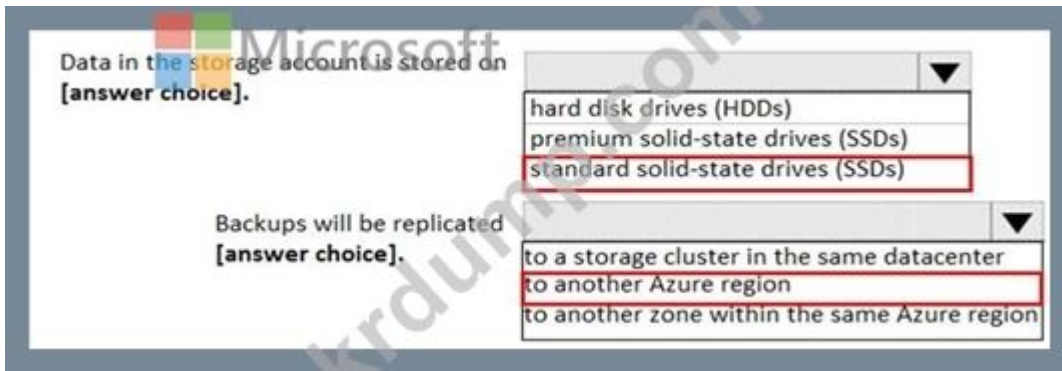 Microsoft
Data in the storage account is stored on
[answer choice].
hard disk drives (HDDs)
premium solid-state drives (SSDs)
standard solid-state drives (SSDs)
Backups will be replicated
[answer choice].
to a storage cluster in the same datacenter
to another Azure region
to another zone within the same Azure region
krdump.com